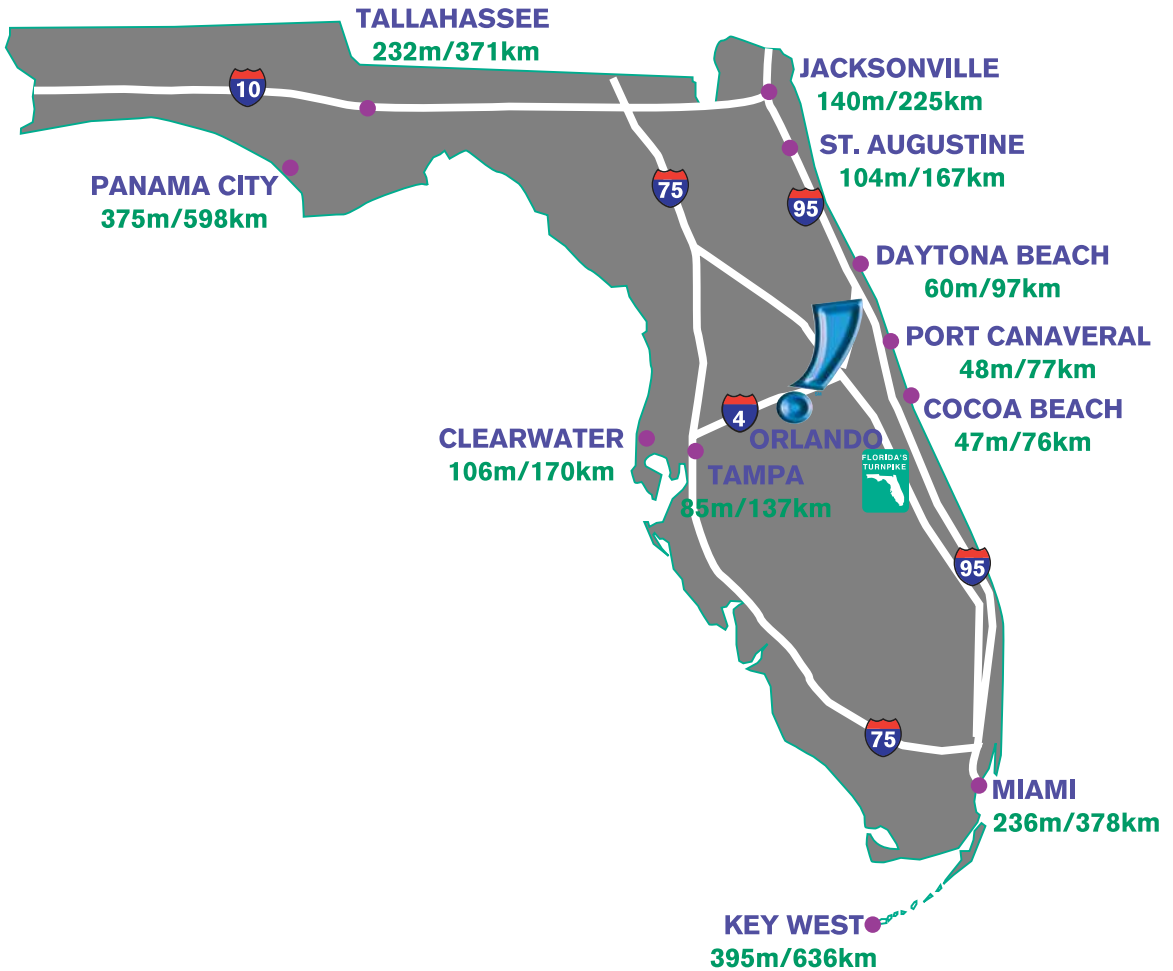 TALLAHASSEE
232m/371km
10
JACKSONVILLE
140m/225km
ST. AUGUSTINE
104m/167km
PANAMA CITY
375m/598km
75
95
DAYTONA BEACH
60m/97km
PORT CANAVERAL
48m/77km
COCOA BEACH
47m/76km
4
ORLANDO
CLEARWATER
106m/170km
TAMPA
85m/137km
FLORIDA'S
TURNPIKE
95
75
MIAMI
236m/378km
KEY WEST
395m/636km